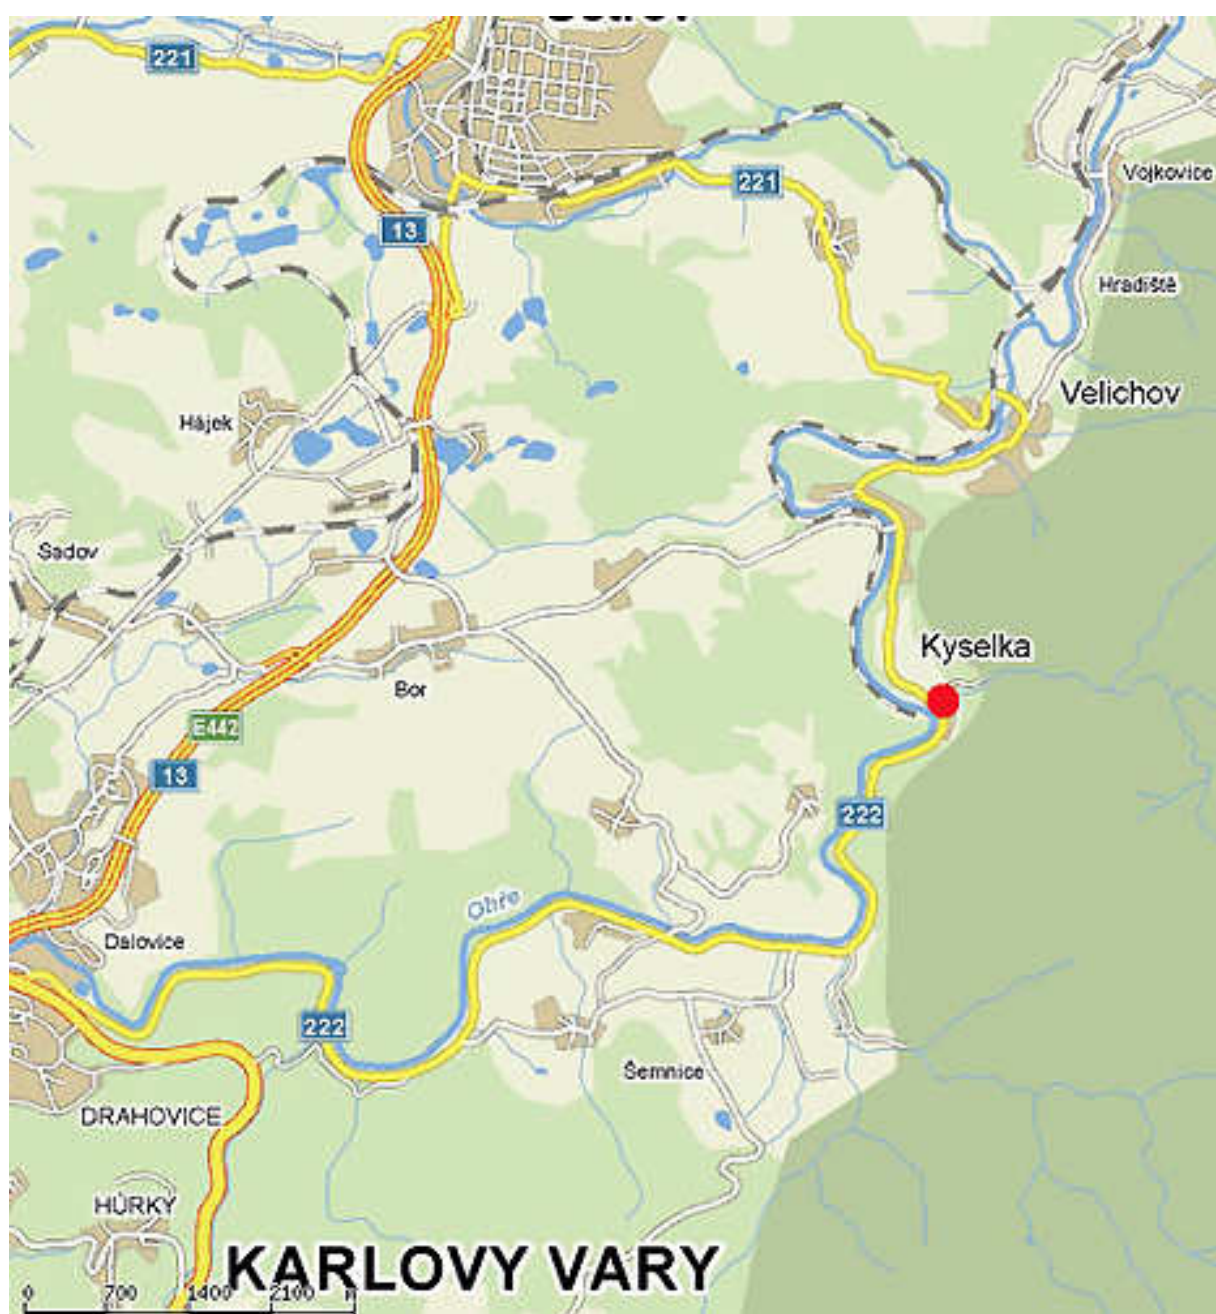 Ostrov
221
Vojkovice
221
13
Hradiště
Velichov
Hájek
Sadov
Kyselka
Bor
E442
13
222
Ohře
Dalovice
222
Šemnice
DRAHOVICE
HŮRKY
KARLOVY VARY
0 700 1400 2100 m